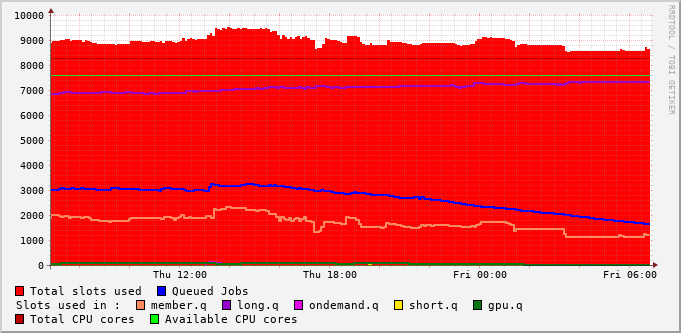 RRDTOOL / TOBI OETIKER
10000
9000
8000
7000
6000
5000
4000
3000
2000
1000
0
Thu 12:00 Thu 18:00 Fri 00:00 Fri 06:00
Total slots used Queued Jobs
Slots used in : member.q long.q ondemand.q short.q gpu.q
Total CPU cores Available CPU cores